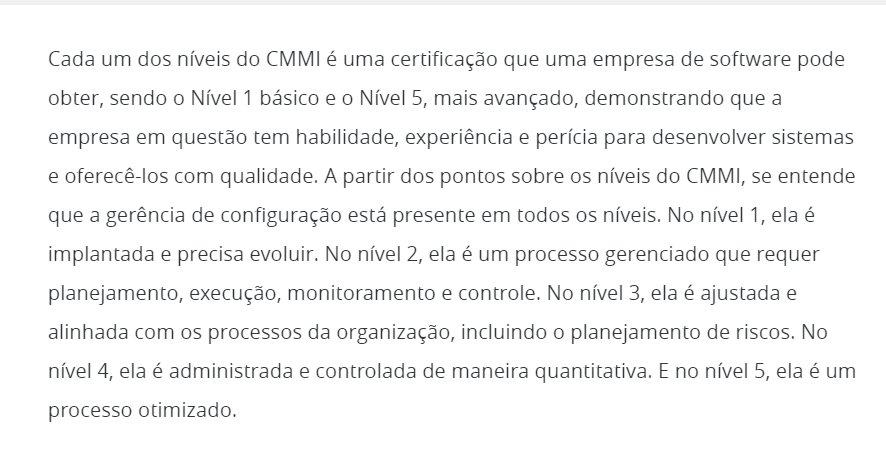 Cada um dos níveis do CMMI é uma certificação que uma empresa de software pode
obter, sendo o Nível 1 básico e o Nível 5, mais avançado, demonstrando que a
empresa em questão tem habilidade, experiência e perícia para desenvolver sistemas
e oferecê-los com qualidade. A partir dos pontos sobre os níveis do CMMI, se entende
que a gerência de configuração está presente em todos os níveis. No nível 1, ela é
implantada e precisa evoluir. No nível 2, ela é um processo gerenciado que requer
planejamento, execução, monitoramento e controle. No nível 3, ela é ajustada e
alinhada com os processos da organização, incluindo o planejamento de riscos. No
nível 4, ela é administrada e controlada de maneira quantitativa. E no nível 5, ela é um
processo otimizado.